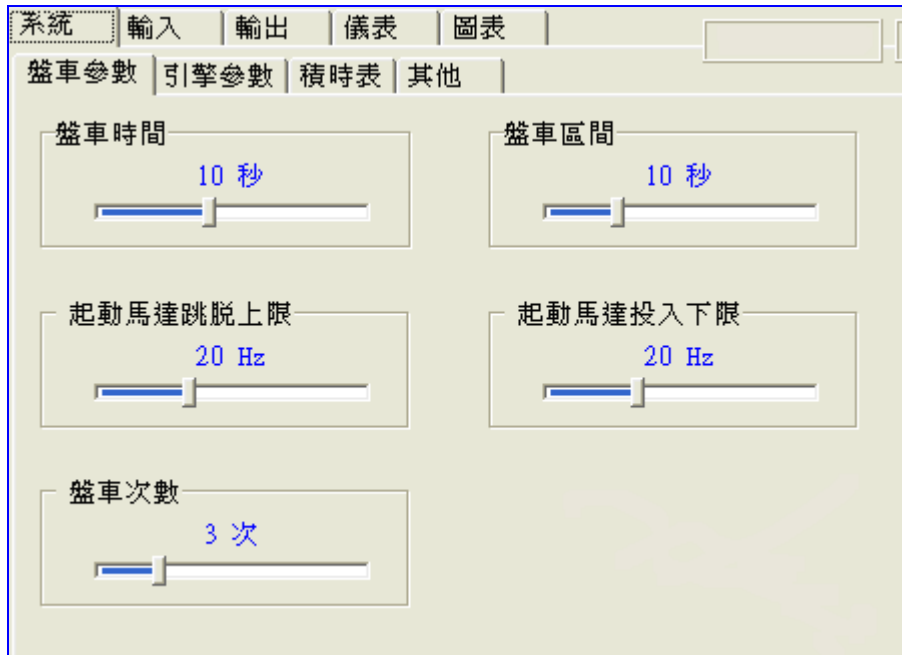 系統 輸入 輸出 儀表 圖表
盤車參數 引擎參數 積時表 其他
盤車時間 盤車區間
10 秒 10 秒
起動馬達跳脱上限 起動馬達投入下限
20 Hz 20 Hz
盤車次數
3 次